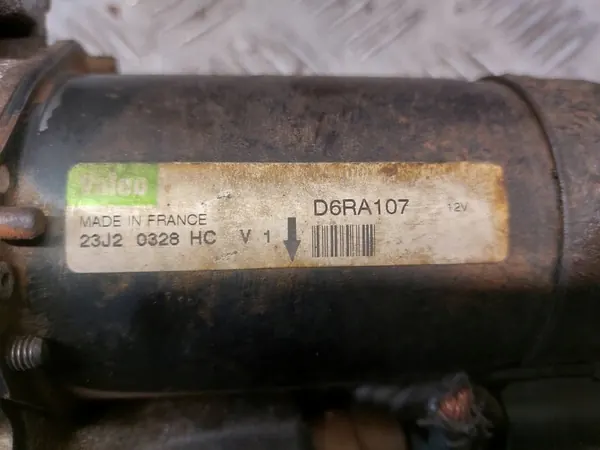 Valeo
MADE IN FRANCE
23J2 0328 HC V 1
D6RA107 12V